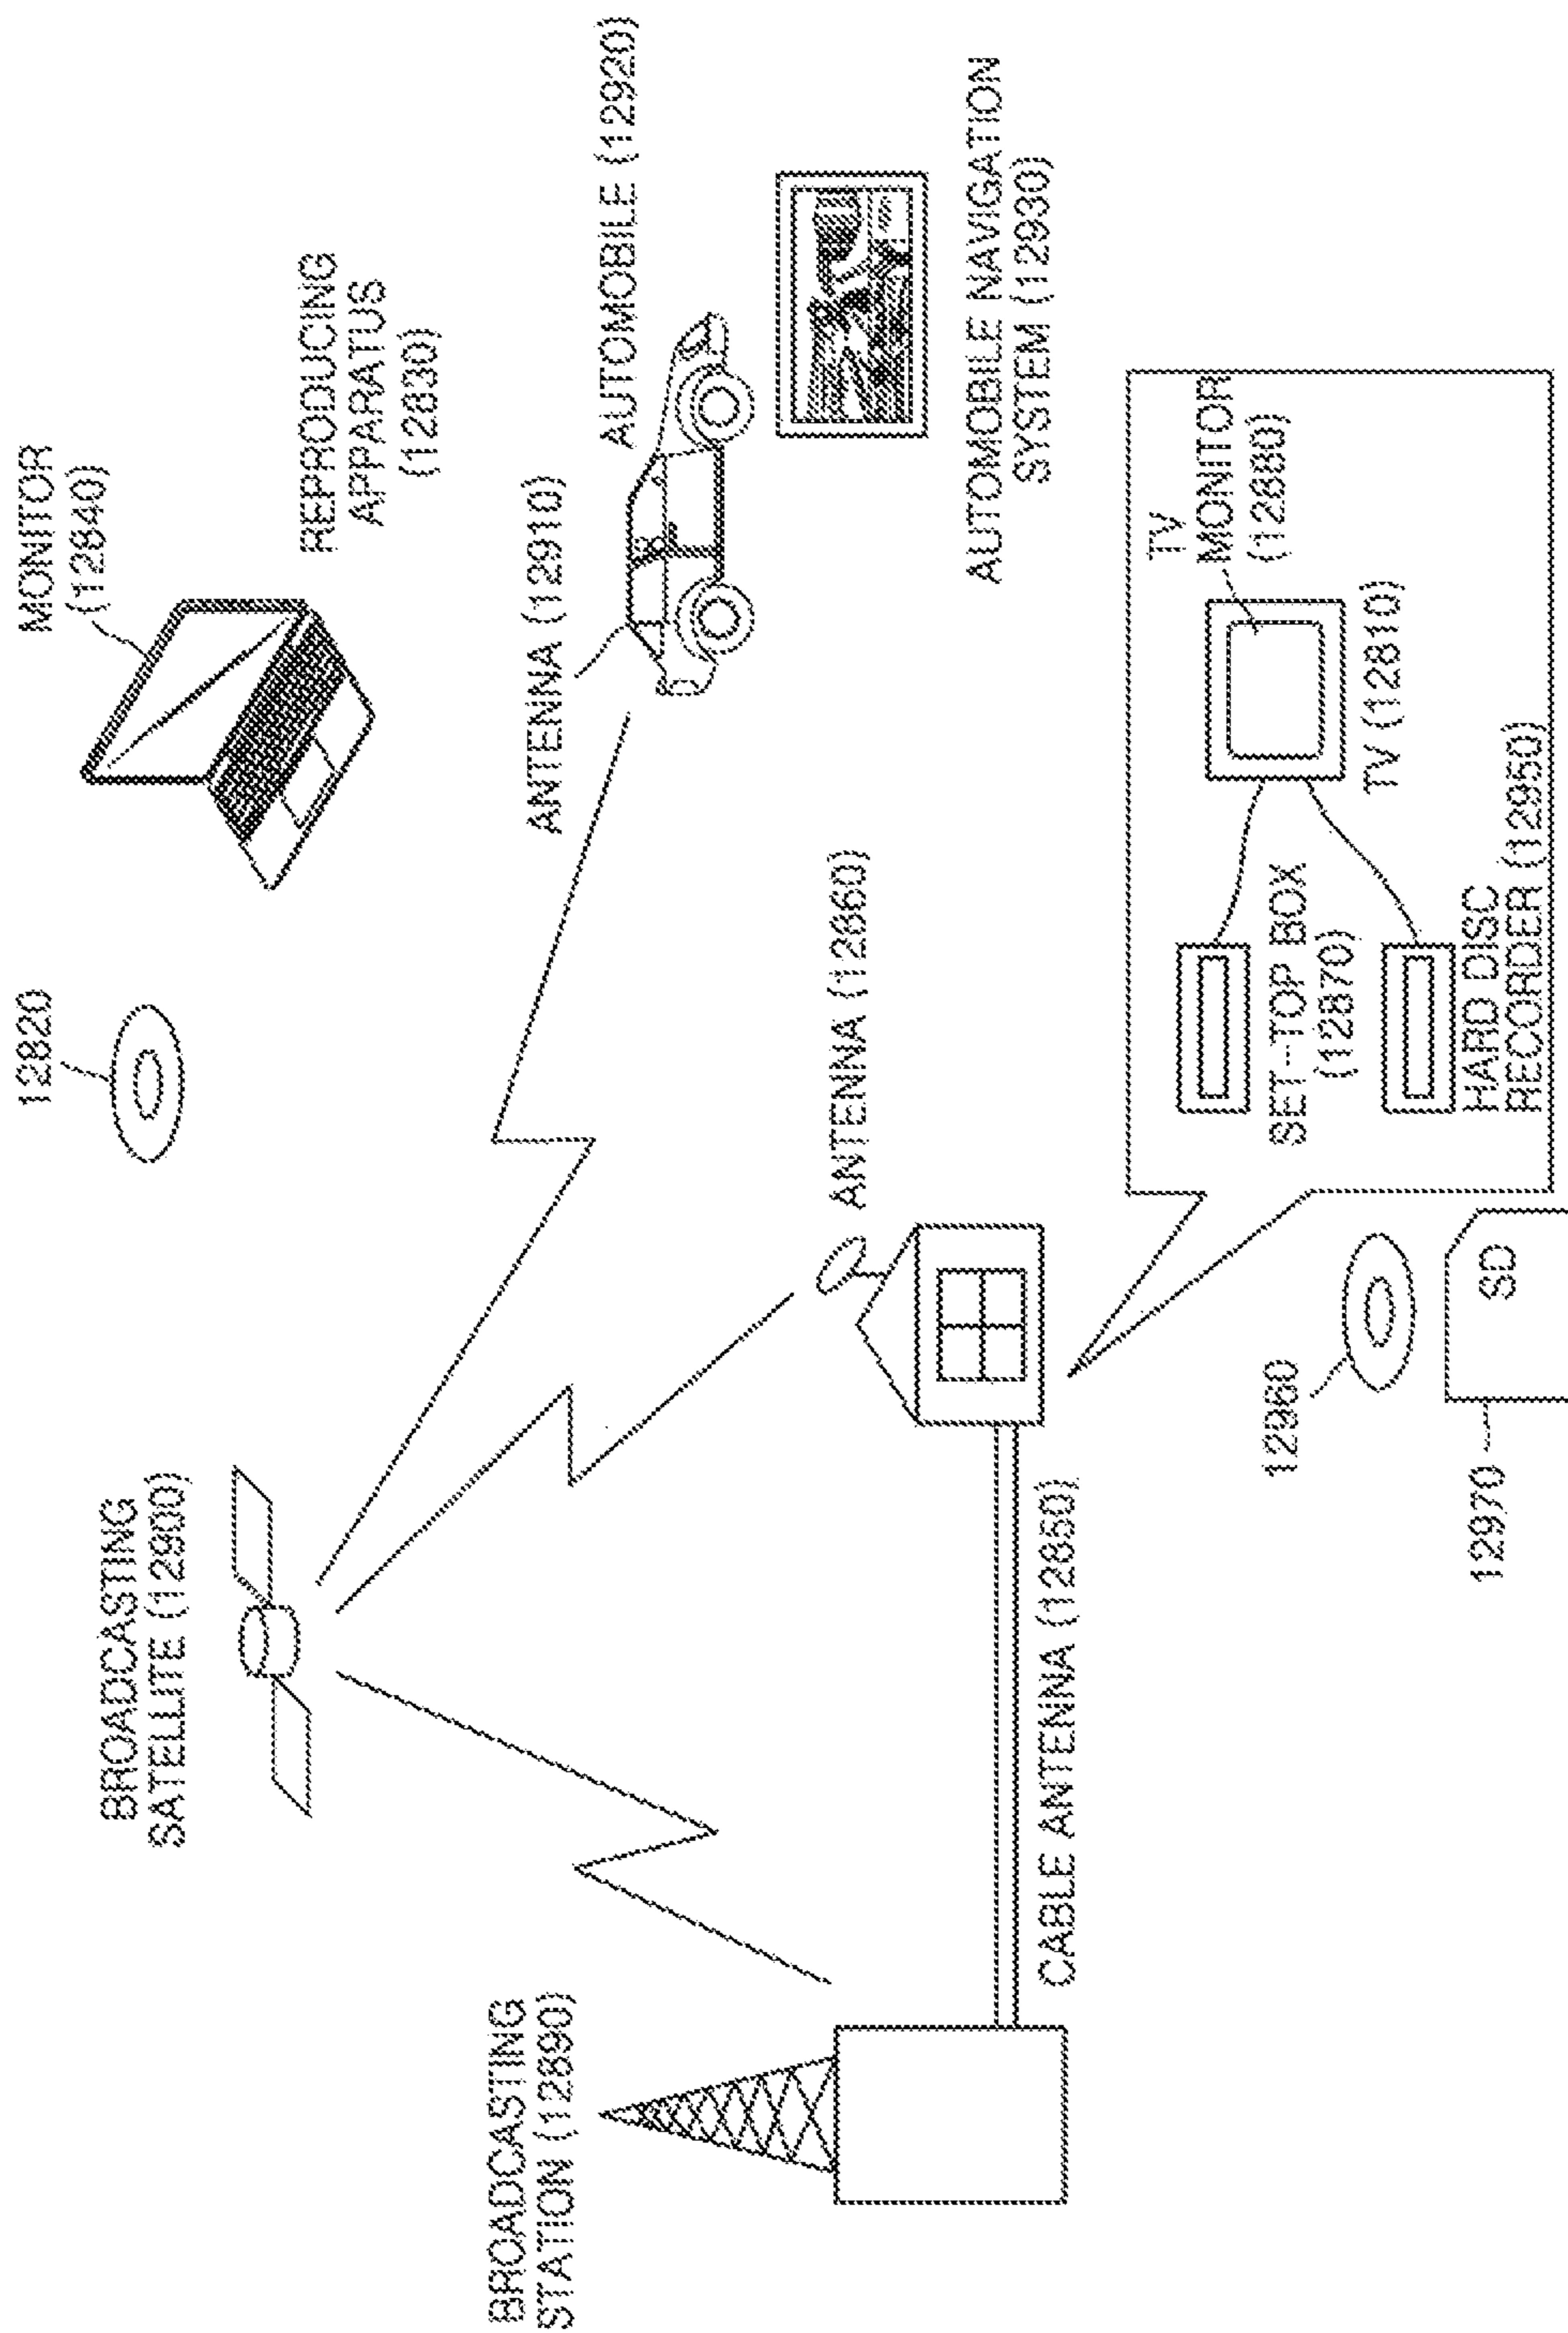 12820
MONITOR
(12840)
REPRODUCING
APPARATUS
(12830)
BROADCASTING
SATELLITE (12900)
ANTENNA (12910)
AUTOMOBILE (12920)
BROADCASTING
STATION (12890)
ANTENNA (12860)
AUTOMOBILE NAVIGATION
SYSTEM (12930)
CABLE ANTENNA (12850)
TV
MONITOR
(12880)
SET-TOP BOX
(12870)
TV (12810)
HARD DISC
RECORDER (12950)
12960
12970
SD